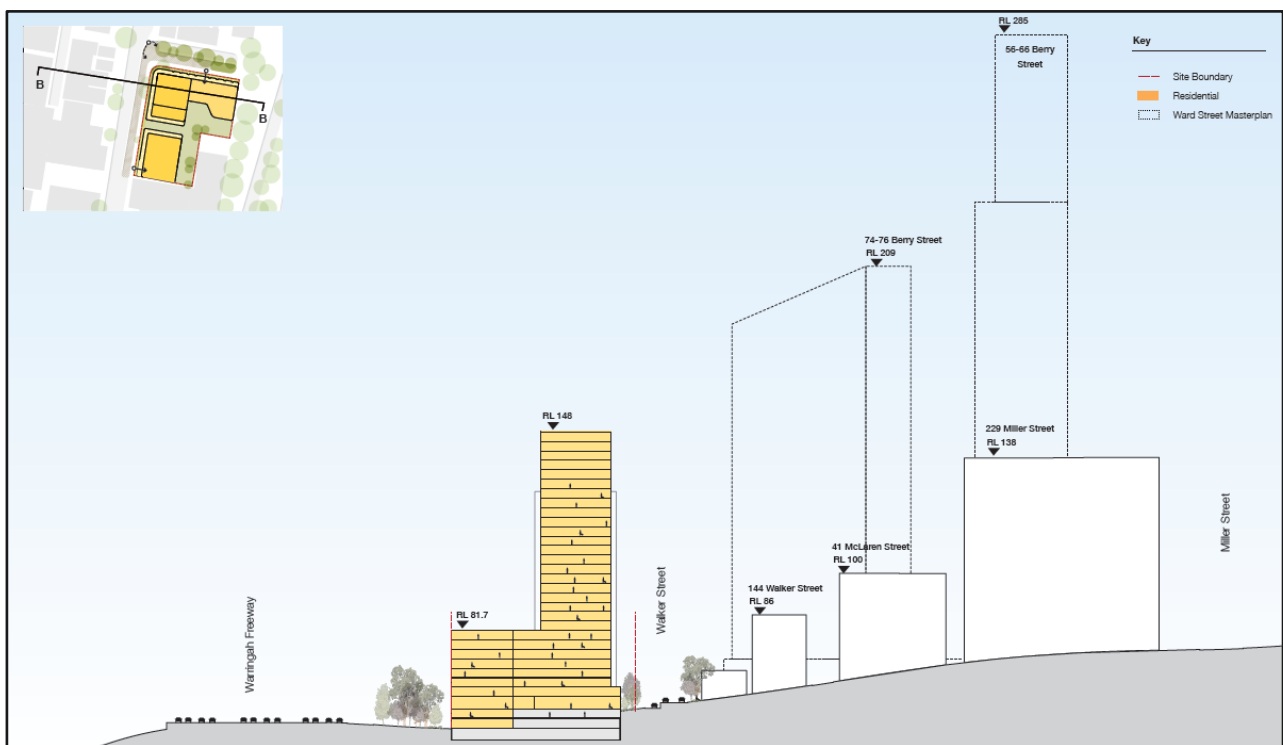 B
B
RL 285
56-66 Berry
Street
Key
Site Boundary
Residential
Ward Street Masterplan
74-76 Berry Street
RL 209
RL 148
229 Miller Street
RL 138
41 McLaren Street
RL 100
144 Walker Street
RL 86
RL 81.7
Warringah Freeway
Walker Street
Miller Street